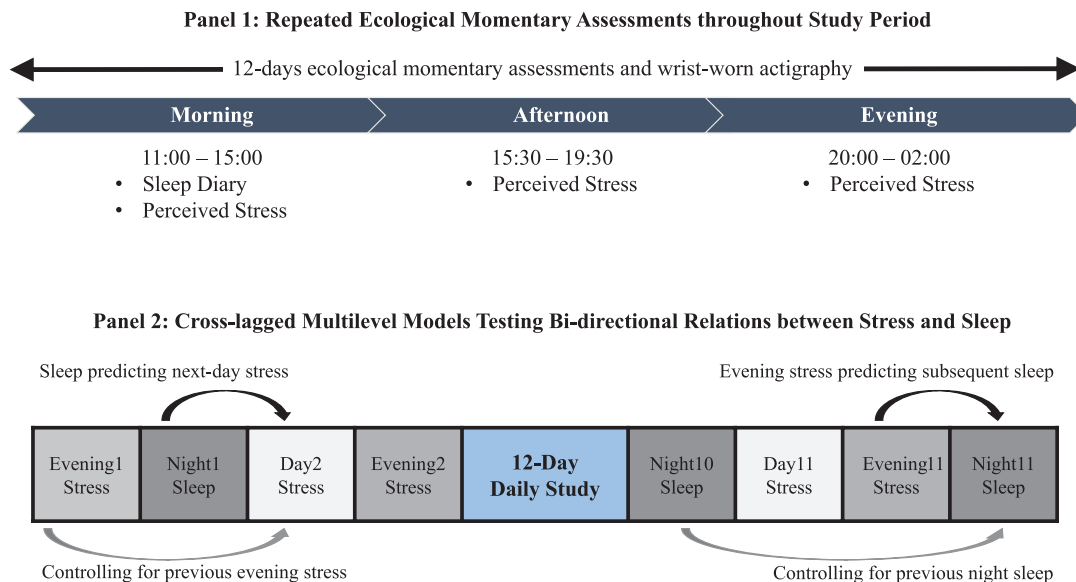 Panel 1: Repeated Ecological Momentary Assessments throughout Study Period
12-days ecological momentary assessments and wrist-worn actigraphy
Morning
Afternoon
Evening
11:00 – 15:00
• Sleep Diary
• Perceived Stress
15:30 – 19:30
• Perceived Stress
20:00 – 02:00
• Perceived Stress
Panel 2: Cross-lagged Multilevel Models Testing Bi-directional Relations between Stress and Sleep
Sleep predicting next-day stress
Evening stress predicting subsequent sleep
Evening1
Stress
Night1
Sleep
Day2
Stress
Evening2
Stress
12-Day
Daily Study
Night10
Sleep
Day11
Stress
Evening11
Stress
Night11
Sleep
Controlling for previous evening stress
Controlling for previous night sleep